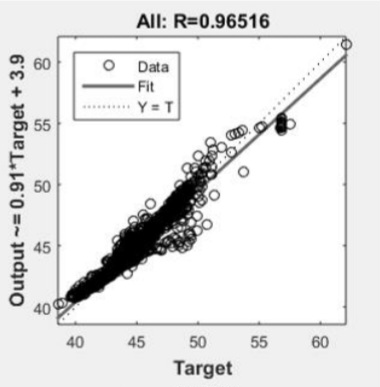 All: R=0.96516
Output ~= 0.91*Target + 3.9
60
55
50
45
40
Data
Fit
Y = T
40 45 50 55 60
Target